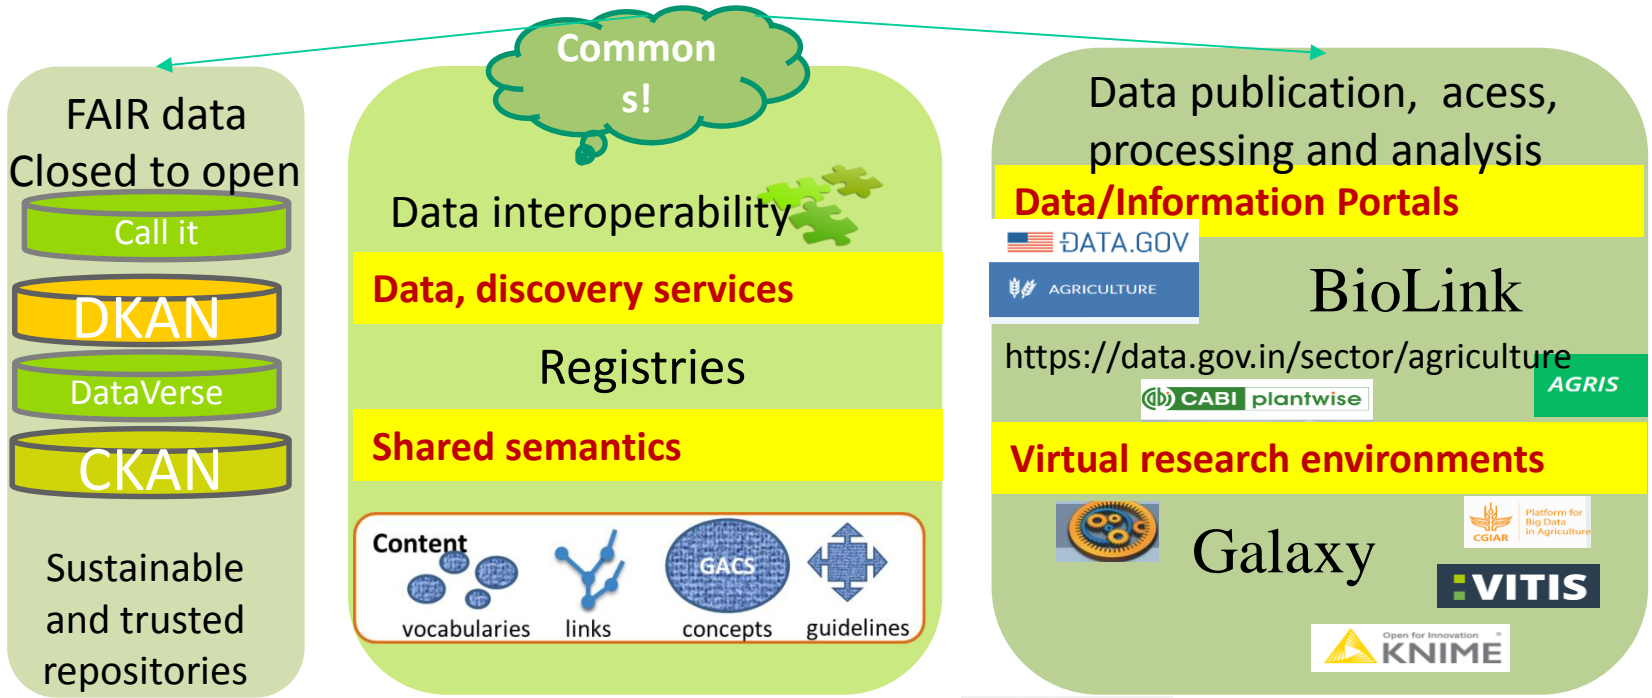 Common
s!
FAIR data
Closed to open
Call it
DKAN
DataVerse
CKAN
Sustainable
and trusted
repositories
Data interoperability
Data, discovery services
Registries
Shared semantics
Content
GACS
vocabularies
links
concepts
guidelines
Data publication, acess,
processing and analysis
Data/Information Portals
DATA.GOV
AGRICULTURE
BioLink
https://data.gov.in/sector/agriculture
AGRIS
cabi CABI plantwise
Virtual research environments
Galaxy
CGIAR
Platform for
Big Data
in Agriculture
:VITIS
Open for Innovation
KNIME